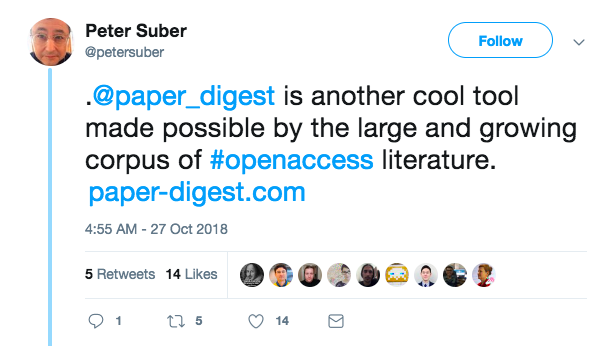 Peter Suber
@petersuber
Follow
.@paper_digest is another cool tool
made possible by the large and growing
corpus of #openaccess literature.
paper-digest.com
4:55 AM - 27 Oct 2018
5 Retweets 14 Likes
1 5 14